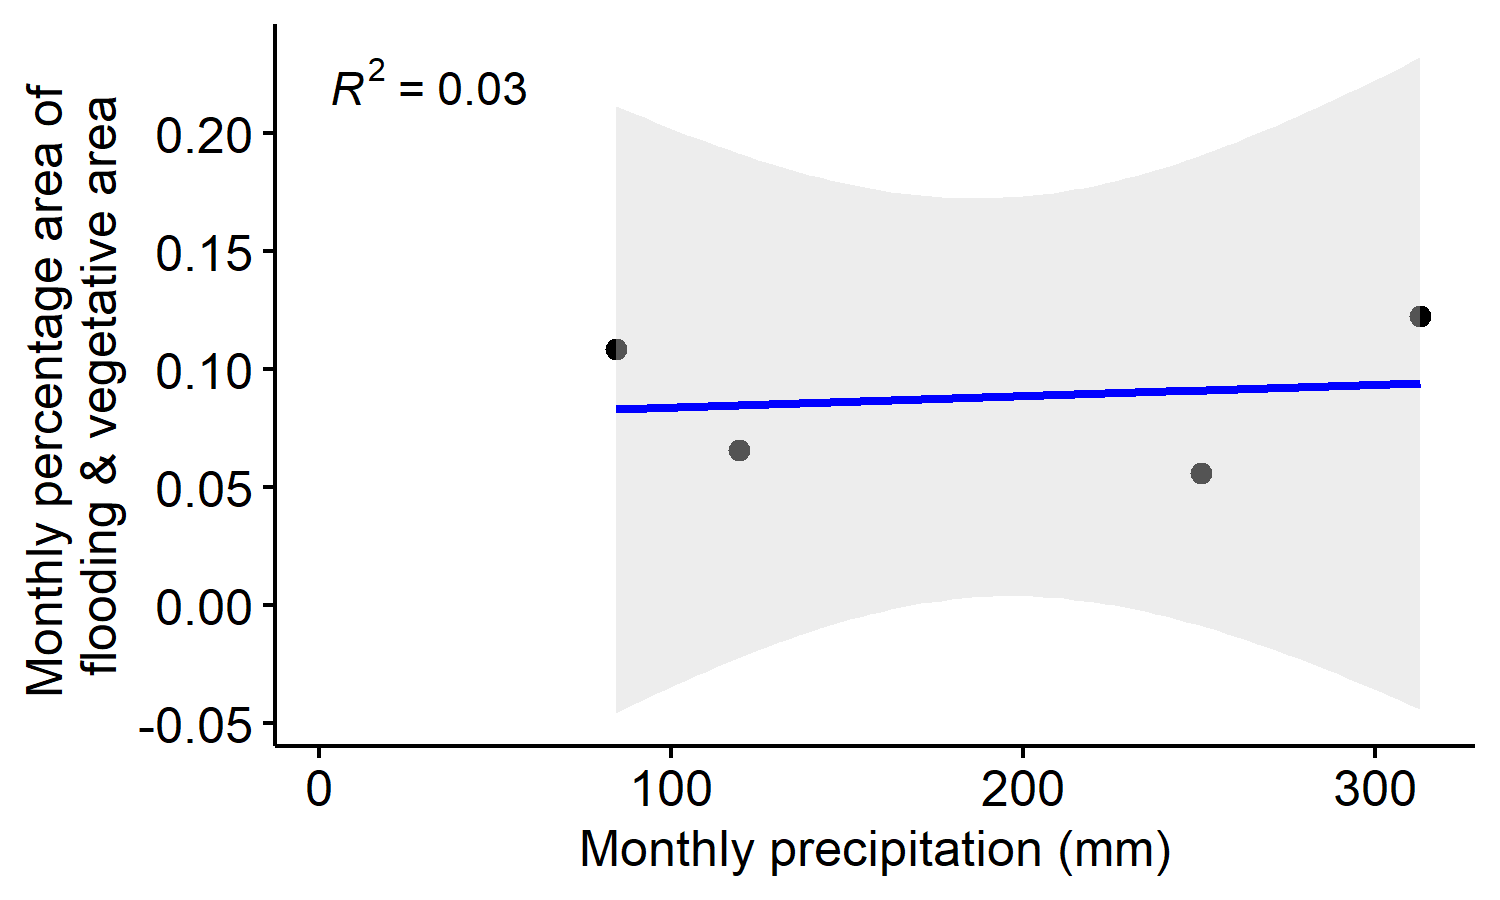 R² = 0.03
Monthly percentage area of
flooding & vegetative area
0.20
0.15
0.10
0.05
0.00
-0.05
0 100 200 300
Monthly precipitation (mm)